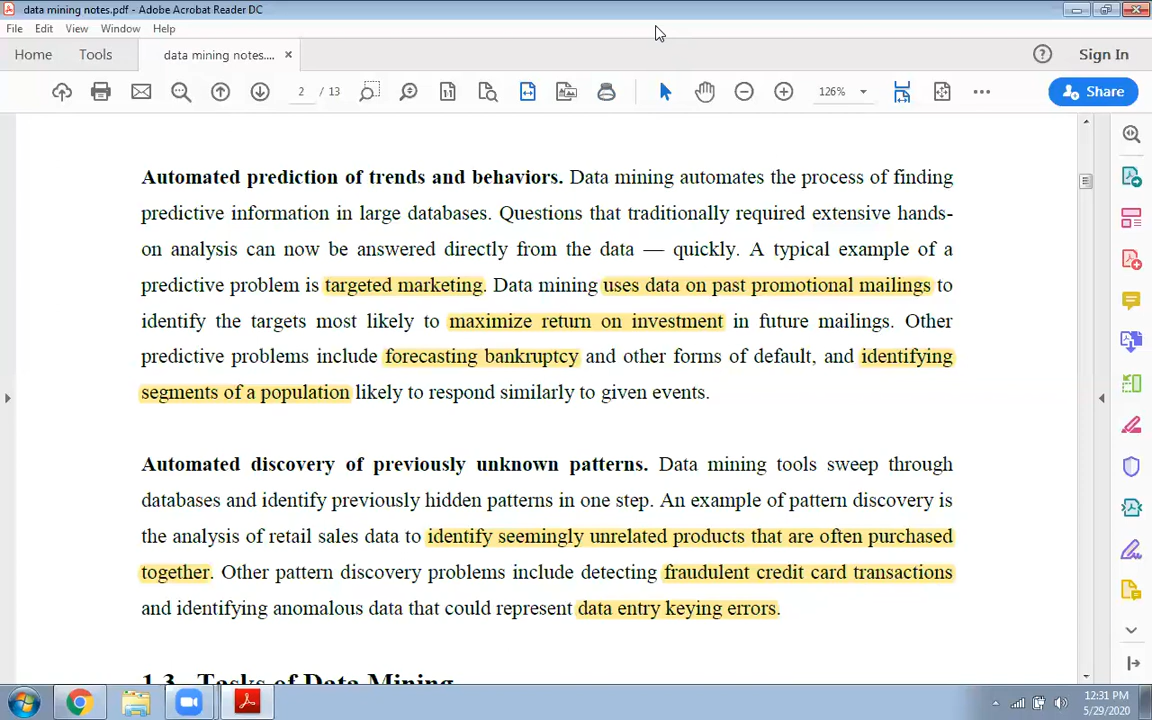 data mining notes.pdf - Adobe Acrobat Reader DC
File Edit View Window Help
Home Tools data mining notes.... × Sign In
2 / 13 126% Share
Automated prediction of trends and behaviors. Data mining automates the process of finding
predictive information in large databases. Questions that traditionally required extensive hands-
on analysis can now be answered directly from the data — quickly. A typical example of a
predictive problem is targeted marketing. Data mining uses data on past promotional mailings to
identify the targets most likely to maximize return on investment in future mailings. Other
predictive problems include forecasting bankruptcy and other forms of default, and identifying
segments of a population likely to respond similarly to given events.
Automated discovery of previously unknown patterns. Data mining tools sweep through
databases and identify previously hidden patterns in one step. An example of pattern discovery is
the analysis of retail sales data to identify seemingly unrelated products that are often purchased
together. Other pattern discovery problems include detecting fraudulent credit card transactions
and identifying anomalous data that could represent data entry keying errors.
1.3 Tasks of Data Mining
12:31 PM
5/29/2020